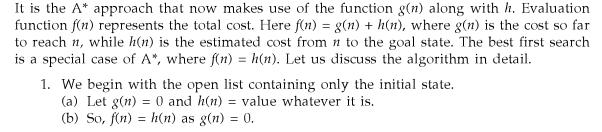 It is the A* approach that now makes use of the function g(n) along with h. Evaluation
function f(n) represents the total cost. Here f(n) = g(n) + h(n), where g(n) is the cost so far
to reach n, while h(n) is the estimated cost from n to the goal state. The best first search
is a special case of A*, where f(n) = h(n). Let us discuss the algorithm in detail.
1. We begin with the open list containing only the initial state.
(a) Let g(n) = 0 and h(n) = value whatever it is.
(b) So, f(n) = h(n) as g(n) = 0.